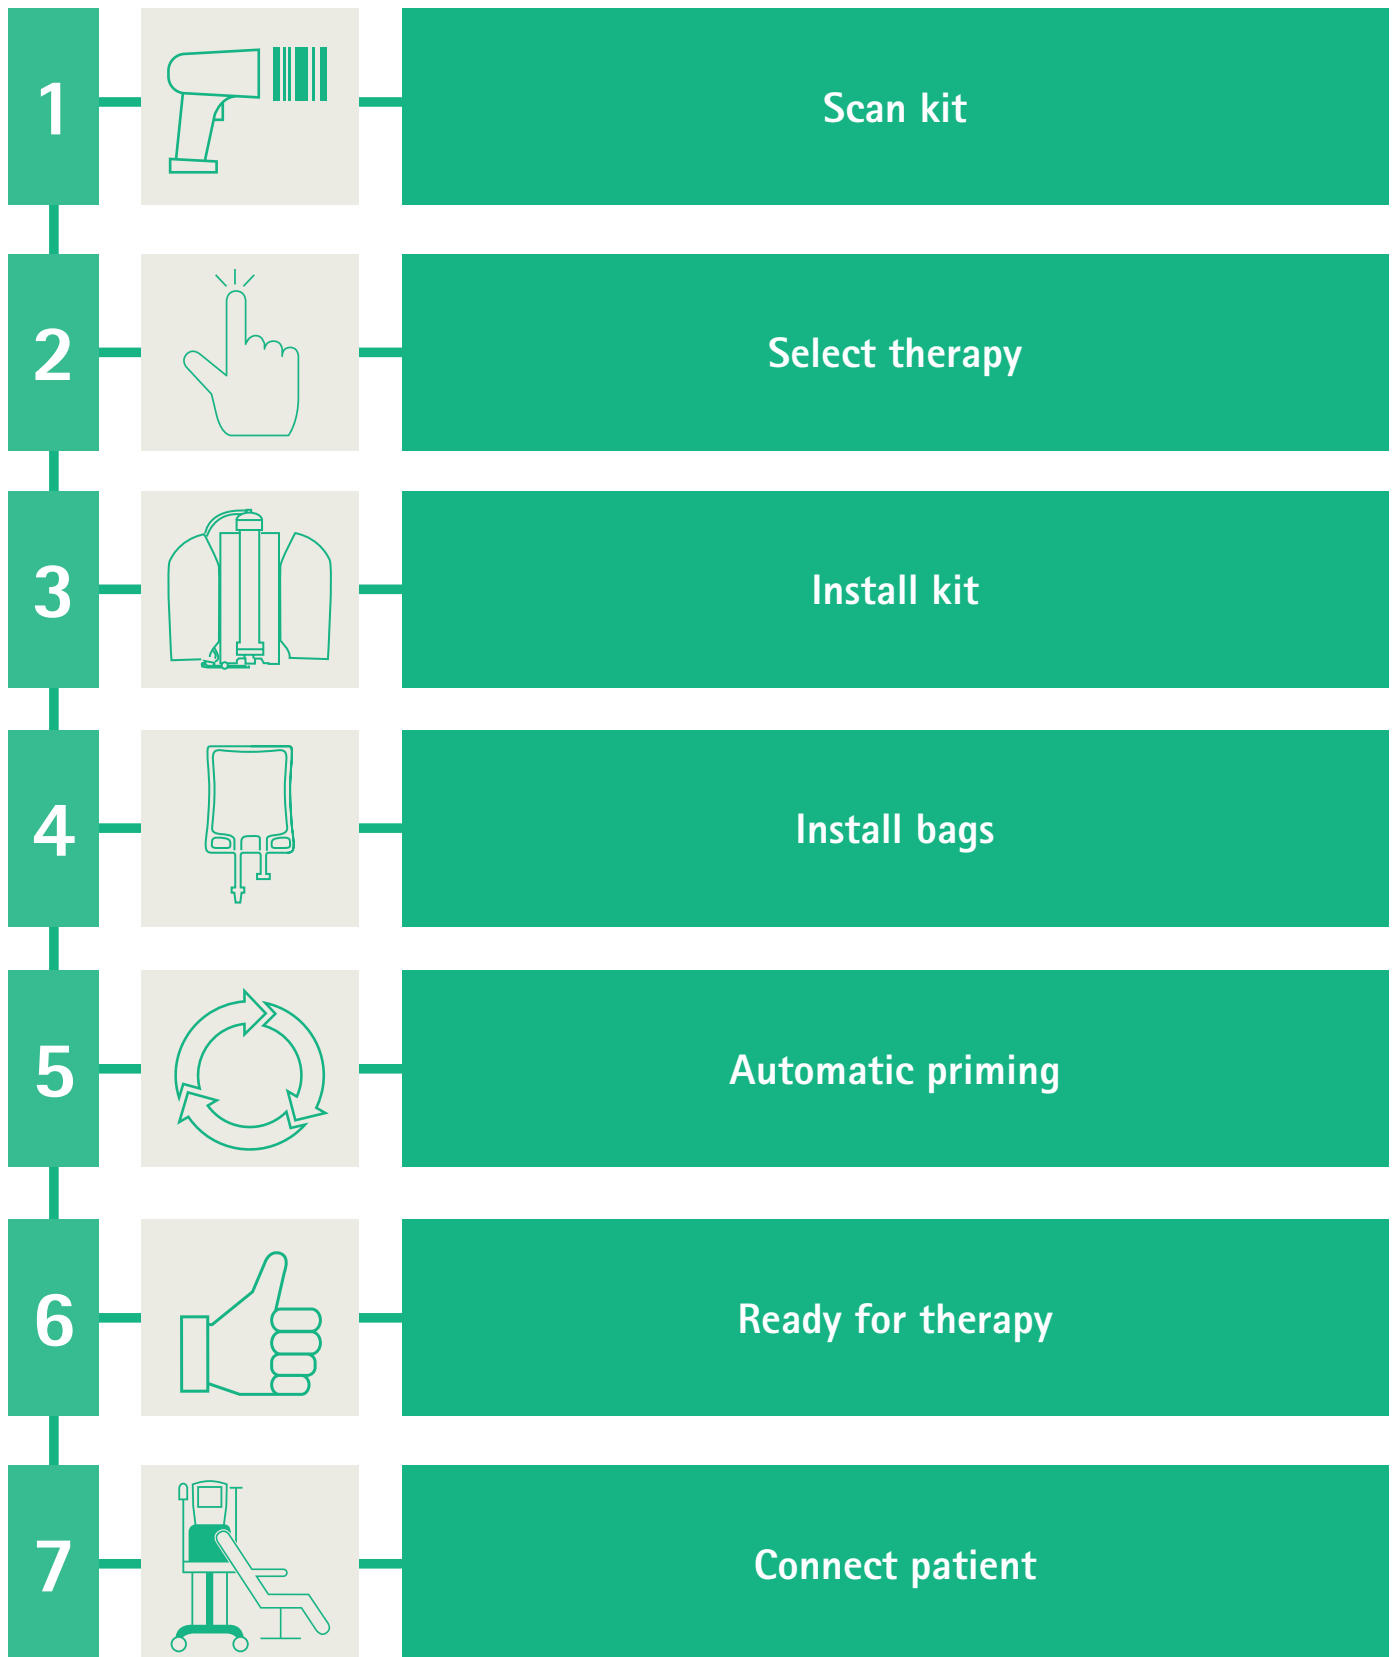 1
Scan kit
2
Select therapy
3
Install kit
4
Install bags
5
Automatic priming
6
Ready for therapy
7
Connect patient